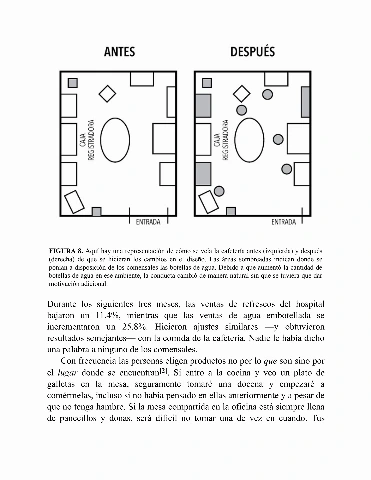 ANTES
DESPUÉS
CAJA
REGISTRADORA
CAJA
REGISTRADORA
ENTRADA
ENTRADA
FIGURA 8. Aquí hay una representación de cómo se veía la cafetería antes (izquierda) y después
(derecha) de que se hicieran los cambios en el diseño. Las áreas sombreadas indican dónde se
ponían a disposición de los comensales las botellas de agua. Debido a que aumentó la cantidad de
botellas de agua en ese ambiente, la conducta cambió de manera natural sin que se tuviera que dar
motivación adicional.
Durante los siguientes tres meses, las ventas de refrescos del hospital
bajaron un 11.4%, mientras que las ventas de agua embotellada se
incrementaron un 25.8%. Hicieron ajustes similares —y obtuvieron
resultados semejantes— con la comida de la cafetería. Nadie le había dicho
una palabra a ninguno de los comensales.
Con frecuencia las personas eligen productos no por lo que son sino por
el lugar donde se encuentran[2]. Si entro a la cocina y veo un plato de
galletas en la mesa, seguramente tomaré una docena y empezaré a
comérmelas, incluso si no había pensado en ellas anteriormente y a pesar de
que no tenga hambre. Si la mesa compartida en la oficina está siempre llena
de panecillos y donas, será difícil no tomar una de vez en cuando. Tus